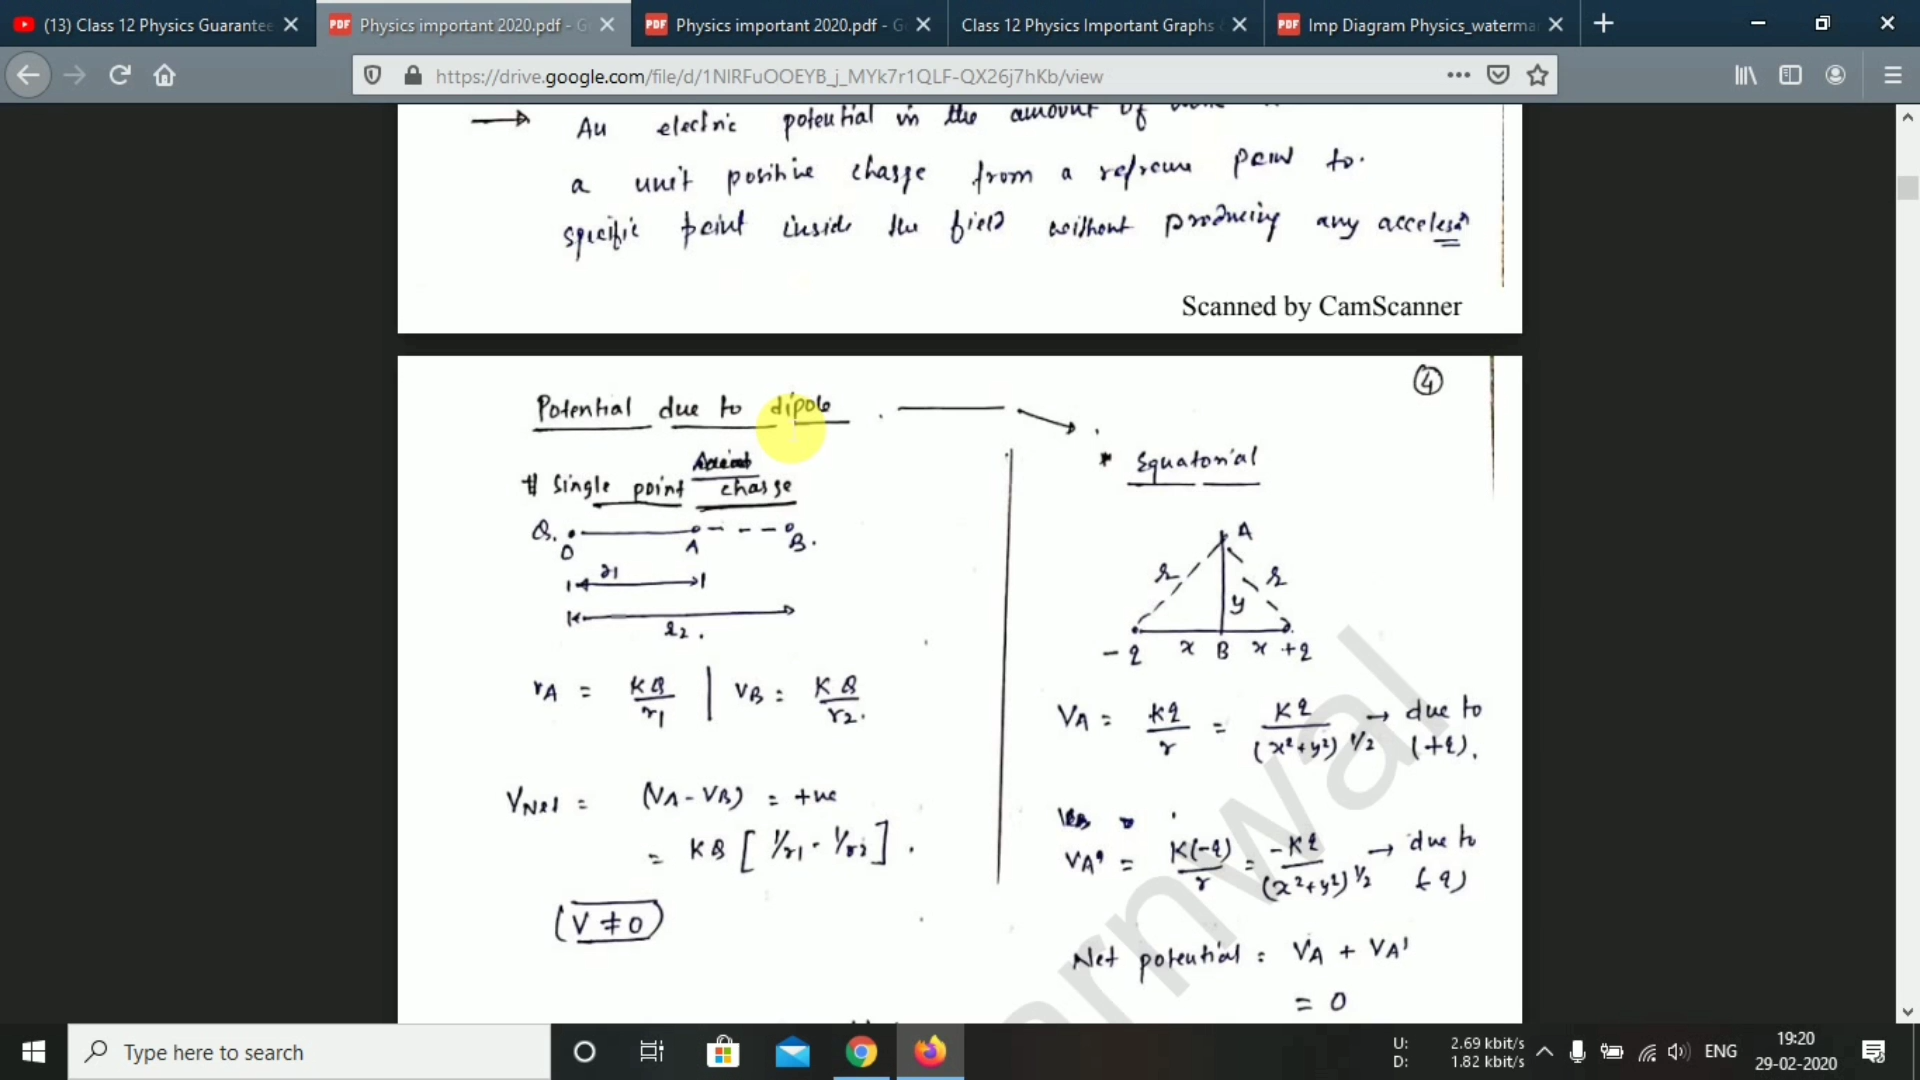 (13) Class 12 Physics Guarantee
Physics important 2020.pdf - G
Physics important 2020.pdf - G
Class 12 Physics Important Graphs
Imp Diagram Physics_waterma
https://drive.google.com/file/d/1NlRFuOOEYB_j_MYk7r1QLF-QX26j7hKb/view
→ An electric potential in the amount of
a unit positive charge from a to.
specific point inside the field without producing any
Scanned by CamScanner
4
Potential due to dipole
# Single point charge
Q. O A B.
r1
r2.
VA = KQ/r1 | VB = KQ/r2.
VNet = (VA - VB) = +ve
= KQ [1/r1 - 1/r2].
(V ≠ 0)
* Equatorial
A
r r
y
-q x B x +q
VA = kq/r = kq/(x²+y²)1/2 → due to (+q).
VA' = K(-q)/r = -Kq/(x²+y²)1/2 → due to (-q)
Net potential = VA + VA'
= 0
arnwal
Type here to search
U: 2.69 kbit/s
D: 1.82 kbit/s
ENG
19:20
29-02-2020